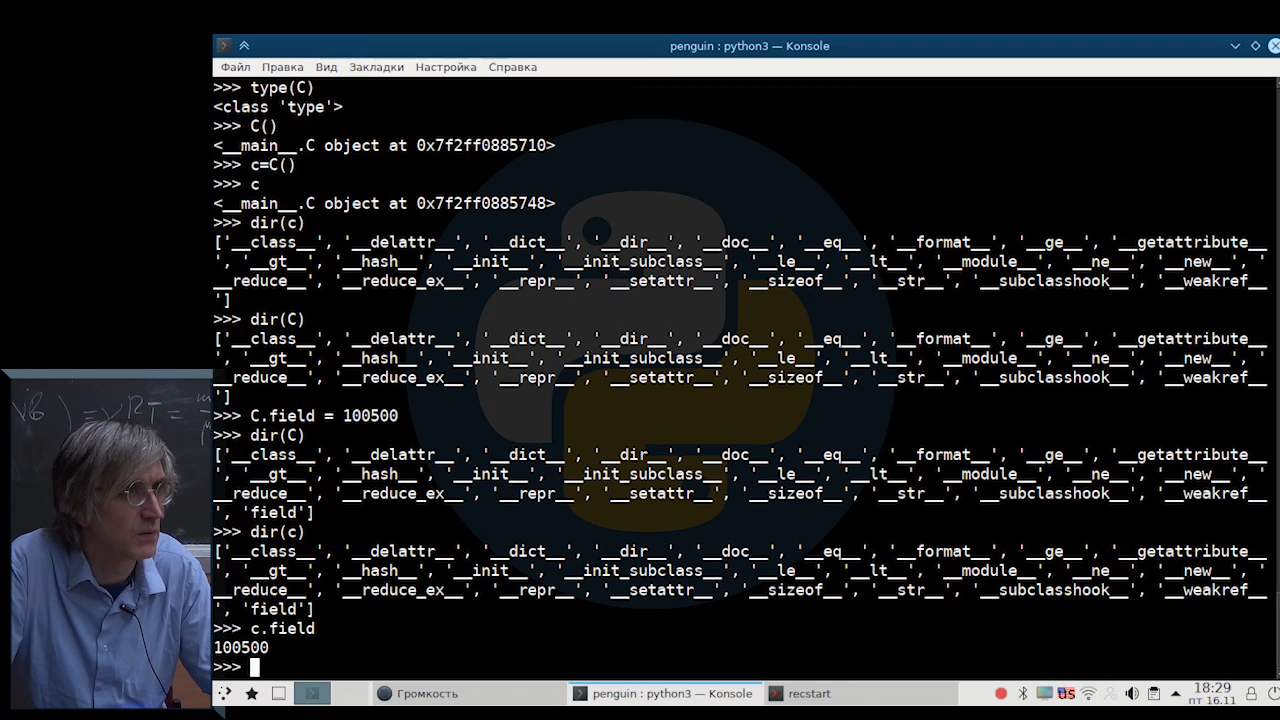 penguin : python3 — Konsole
Файл Правка Вид Закладки Настройка Справка
>>> type(C)
<class 'type'>
>>> C()
<__main__.C object at 0x7f2ff0885710>
>>> c=C()
>>> c
<__main__.C object at 0x7f2ff0885748>
>>> dir(c)
['__class__', '__delattr__', '__dict__', '__dir__', '__doc__', '__eq__', '__format__', '__ge__', '__getattribute__
', '__gt__', '__hash__', '__init__', '__init_subclass__', '__le__', '__lt__', '__module__', '__ne__', '__new__', '
__reduce__', '__reduce_ex__', '__repr__', '__setattr__', '__sizeof__', '__str__', '__subclasshook__', '__weakref__
']
>>> dir(C)
['__class__', '__delattr__', '__dict__', '__dir__', '__doc__', '__eq__', '__format__', '__ge__', '__getattribute__
', '__gt__', '__hash__', '__init__', '__init_subclass__', '__le__', '__lt__', '__module__', '__ne__', '__new__', '
__reduce__', '__reduce_ex__', '__repr__', '__setattr__', '__sizeof__', '__str__', '__subclasshook__', '__weakref__
']
>>> C.field = 100500
>>> dir(C)
['__class__', '__delattr__', '__dict__', '__dir__', '__doc__', '__eq__', '__format__', '__ge__', '__getattribute__
', '__gt__', '__hash__', '__init__', '__init_subclass__', '__le__', '__lt__', '__module__', '__ne__', '__new__', '
__reduce__', '__reduce_ex__', '__repr__', '__setattr__', '__sizeof__', '__str__', '__subclasshook__', '__weakref__
', 'field']
>>> dir(c)
['__class__', '__delattr__', '__dict__', '__dir__', '__doc__', '__eq__', '__format__', '__ge__', '__getattribute__
', '__gt__', '__hash__', '__init__', '__init_subclass__', '__le__', '__lt__', '__module__', '__ne__', '__new__', '
__reduce__', '__reduce_ex__', '__repr__', '__setattr__', '__sizeof__', '__str__', '__subclasshook__', '__weakref__
', 'field']
>>> c.field
100500
>>>
Громкость penguin : python3 — Konsole recstart us 18:29
пт 16.11